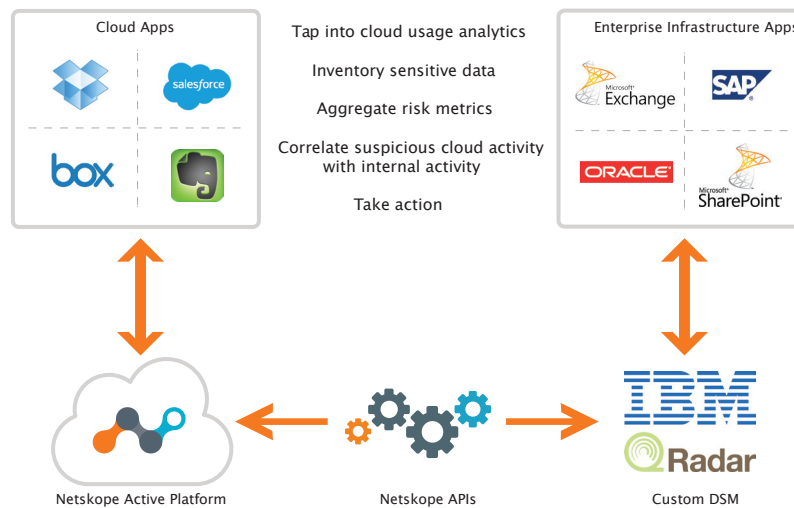 Cloud Apps
salesforce
box
Tap into cloud usage analytics
Inventory sensitive data
Aggregate risk metrics
Correlate suspicious cloud activity
with internal activity
Take action
Enterprise Infrastructure Apps
Microsoft®
Exchange
SAP®
ORACLE®
Microsoft®
SharePoint®
IBM
QRadar
Netskope Active Platform
Netskope APIs
Custom DSM